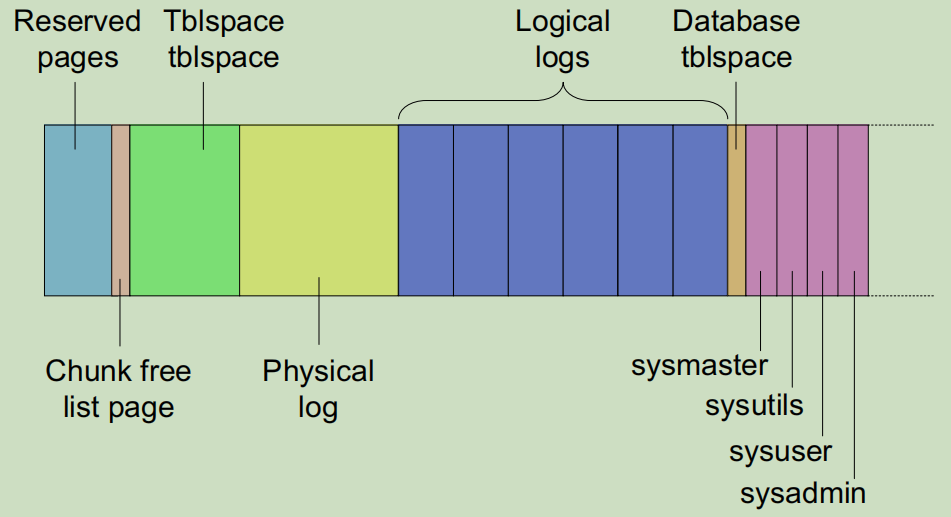 Reserved
pages
Tblspace
tblspace
Logical
logs
Database
tblspace
Chunk free
list page
Physical
log
sysmaster
sysutils
sysuser
sysadmin